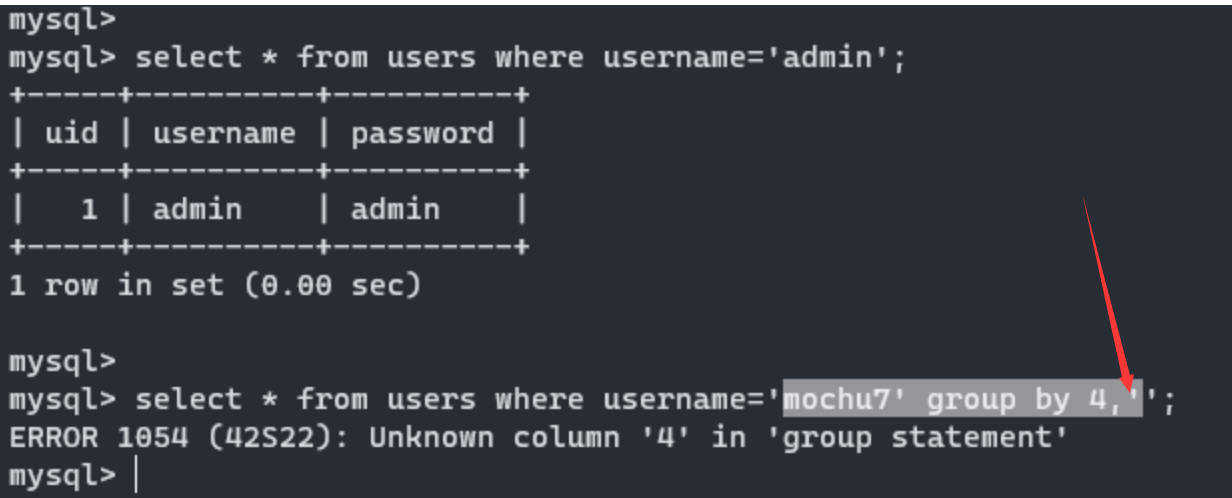 mysql>
mysql> select * from users where username='admin';
+-----+----------+----------+
| uid | username | password |
+-----+----------+----------+
|   1 | admin    | admin    |
+-----+----------+----------+
1 row in set (0.00 sec)
mysql>
mysql> select * from users where username='mochu7' group by 4,'';
ERROR 1054 (42S22): Unknown column '4' in 'group statement'
mysql>